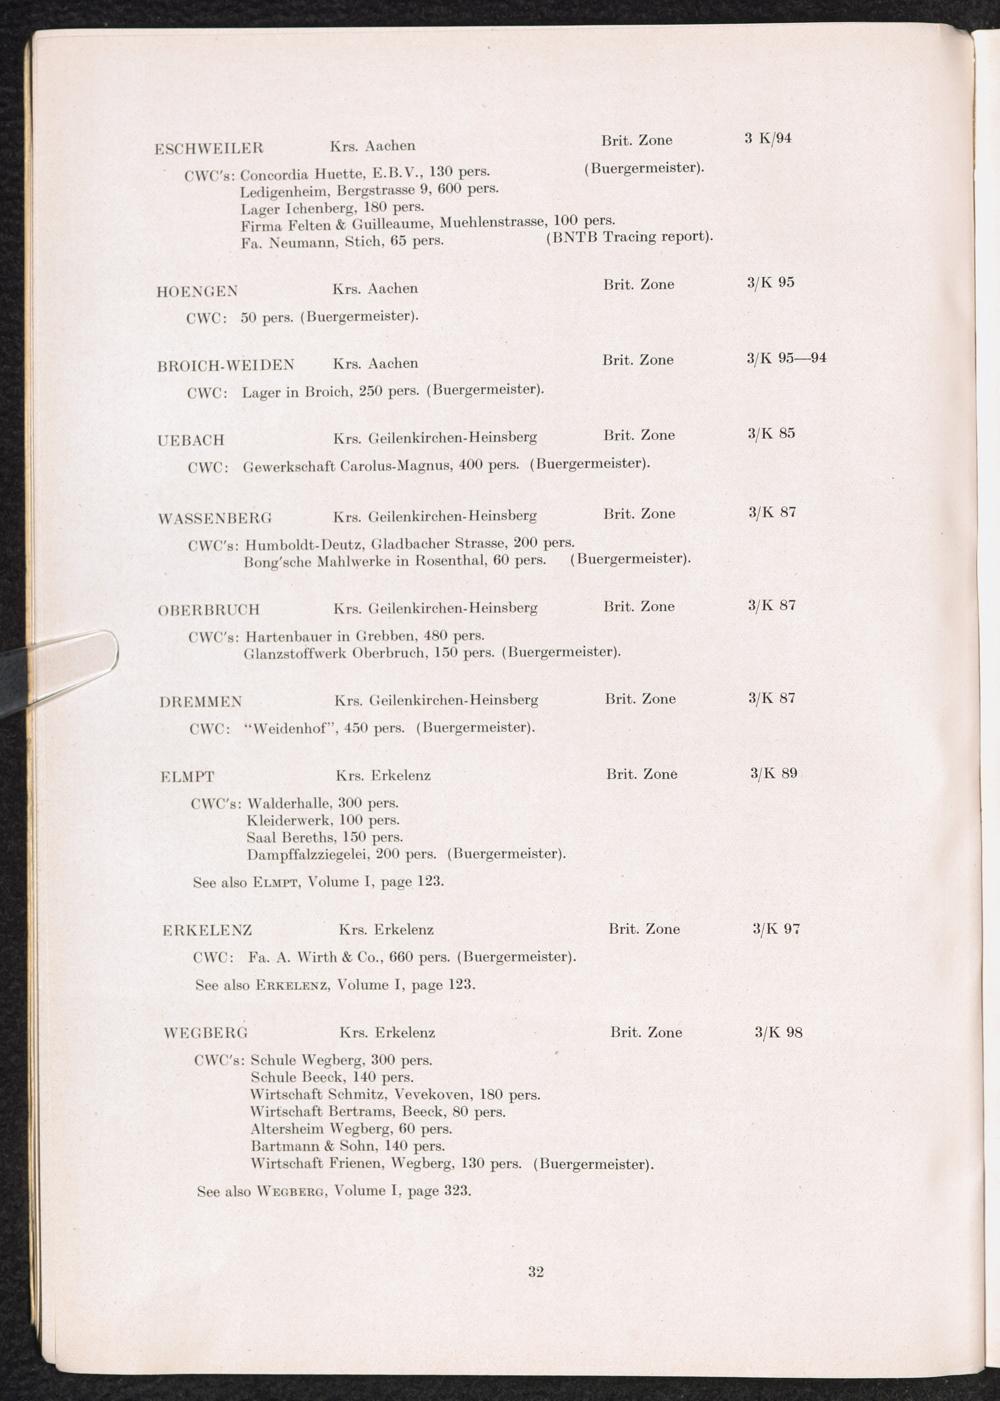 ESCHWEILER Krs. Aachen Brit. Zone 3 K/94
CWC's: Concordia Huette, E.B.V., 130 pers. (Buergermeister).
Ledigenheim, Bergstrasse 9, 600 pers.
Lager Ichenberg, 180 pers.
Firma Felten & Guilleaume, Muehlenstrasse, 100 pers.
Fa. Neumann, Stich, 65 pers. (BNTB Tracing report).
HOENGEN Krs. Aachen Brit. Zone 3/K 95
CWC: 50 pers. (Buergermeister).
BROICH-WEIDEN Krs. Aachen Brit. Zone 3/K 95—94
CWC: Lager in Broich, 250 pers. (Buergermeister).
UEBACH Krs. Geilenkirchen-Heinsberg Brit. Zone 3/K 85
CWC: Gewerkschaft Carolus-Magnus, 400 pers. (Buergermeister).
WASSENBERG Krs. Geilenkirchen-Heinsberg Brit. Zone 3/K 87
CWC's: Humboldt-Deutz, Gladbacher Strasse, 200 pers.
Bong'sche Mahlwerke in Rosenthal, 60 pers. (Buergermeister).
OBERBRUCH Krs. Geilenkirchen-Heinsberg Brit. Zone 3/K 87
CWC's: Hartenbauer in Grebben, 480 pers.
Glanzstoffwerk Oberbruch, 150 pers. (Buergermeister).
DREMMEN Krs. Geilenkirchen-Heinsberg Brit. Zone 3/K 87
CWC: “Weidenhof”, 450 pers. (Buergermeister).
ELMPT Krs. Erkelenz Brit. Zone 3/K 89
CWC's: Walderhalle, 300 pers.
Kleiderwerk, 100 pers.
Saal Bereths, 150 pers.
Dampffalzziegelei, 200 pers. (Buergermeister).
See also ELMPT, Volume I, page 123.
ERKELENZ Krs. Erkelenz Brit. Zone 3/K 97
CWC: Fa. A. Wirth & Co., 660 pers. (Buergermeister).
See also ERKELENZ, Volume I, page 123.
WEGBERG Krs. Erkelenz Brit. Zone 3/K 98
CWC's: Schule Wegberg, 300 pers.
Schule Beeck, 140 pers.
Wirtschaft Schmitz, Vevekoven, 180 pers.
Wirtschaft Bertrams, Beeck, 80 pers.
Altersheim Wegberg, 60 pers.
Bartmann & Sohn, 140 pers.
Wirtschaft Frienen, Wegberg, 130 pers. (Buergermeister).
See also WEGBERG, Volume I, page 323.
32